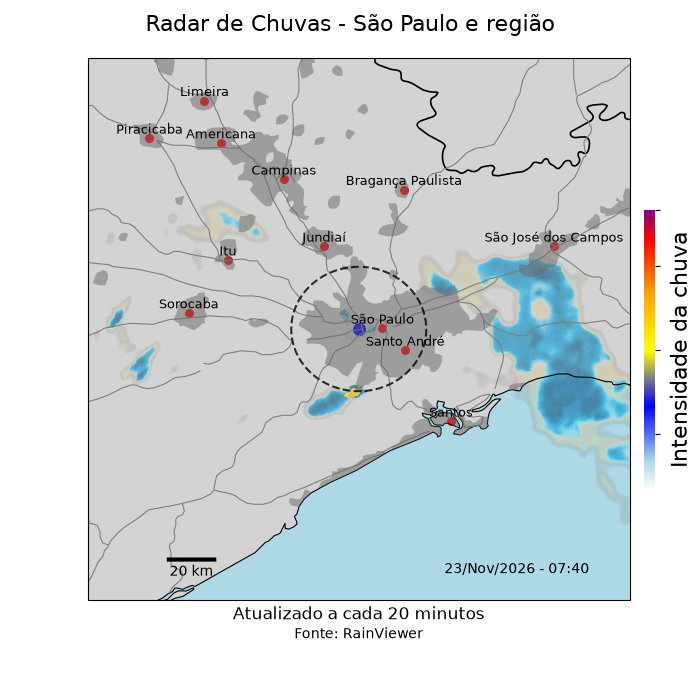 Radar de Chuvas - São Paulo e região
Limeira
Piracicaba
Americana
Campinas
Bragança Paulista
Jundiaí
São José dos Campos
Itu
Sorocaba
São Paulo
Santo André
Santos
Intensidade da chuva
20 km
23/Nov/2026 - 07:40
Atualizado a cada 20 minutos
Fonte: RainViewer